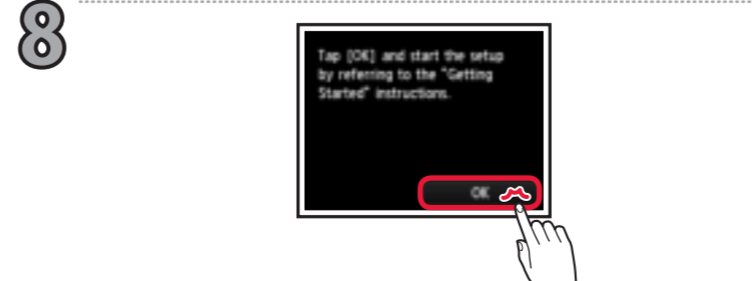 8
Tap [OK] and start the setup
by referring to the "Getting
Started" instructions.
OK